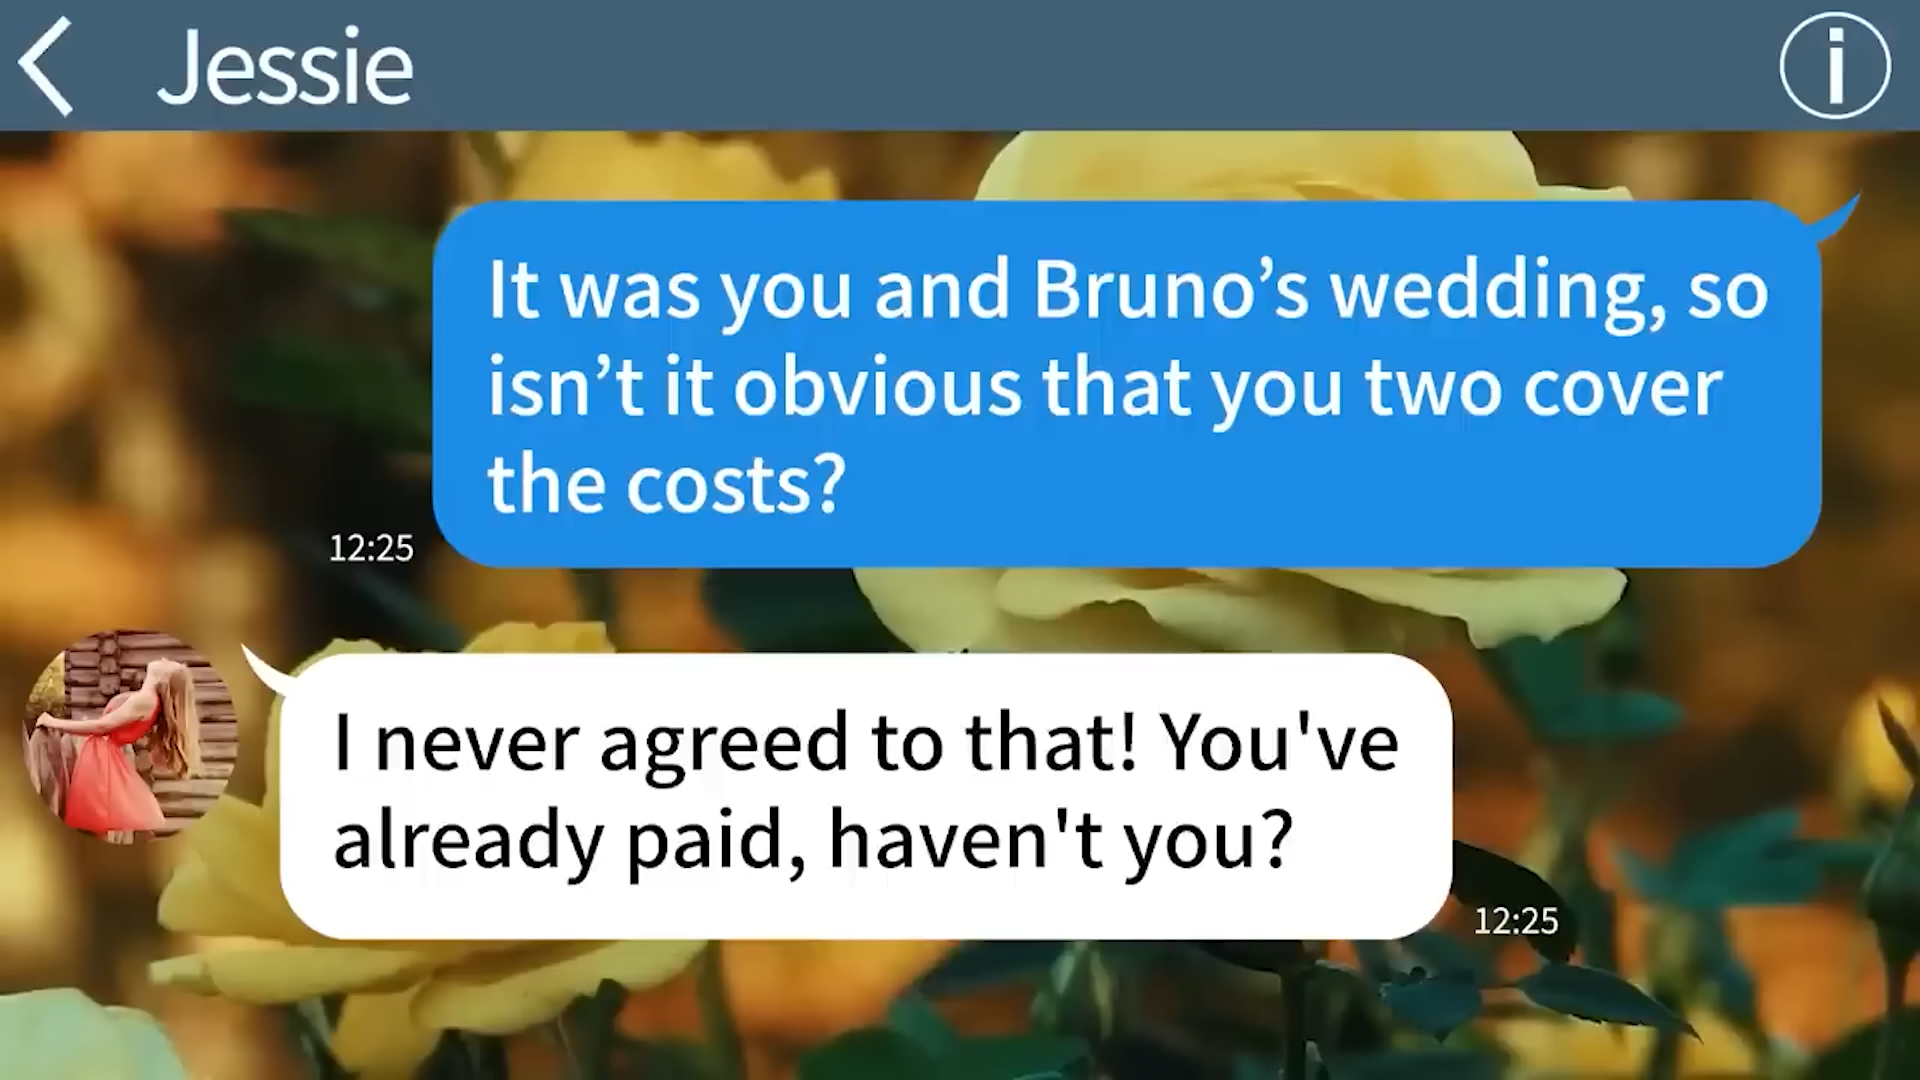 Jessie
It was you and Bruno’s wedding, so
isn’t it obvious that you two cover
the costs?
12:25
I never agreed to that! You've
already paid, haven't you?
12:25